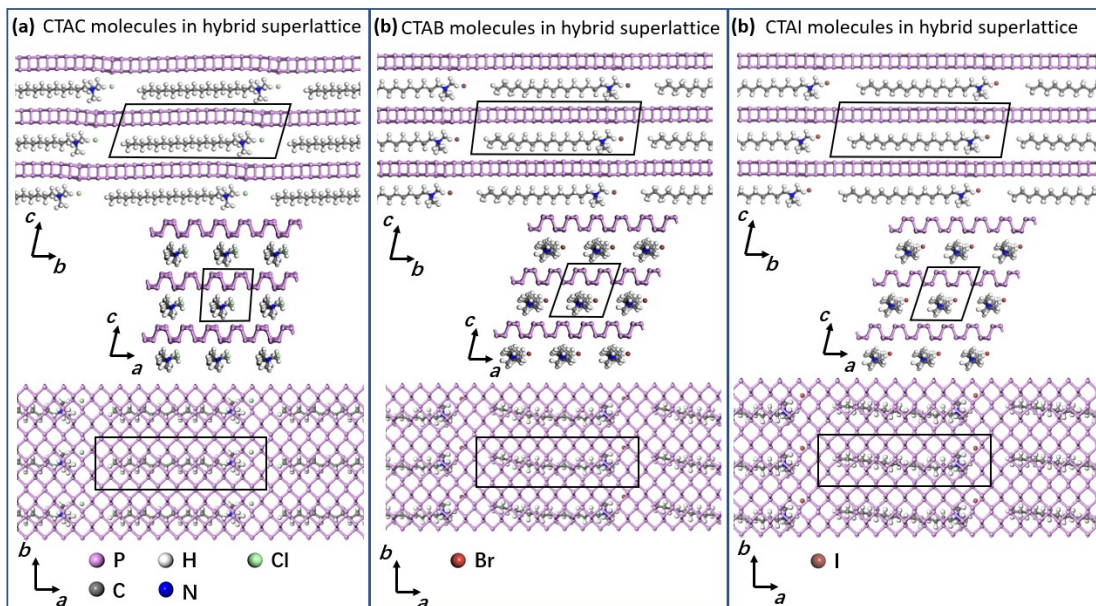 (a) CTAC molecules in hybrid superlattice
c
b
c
a
b
a
P
H
Cl
C
N
(b) CTAB molecules in hybrid superlattice
c
b
c
a
b
a
Br
(b) CTAI molecules in hybrid superlattice
c
b
c
a
b
a
I